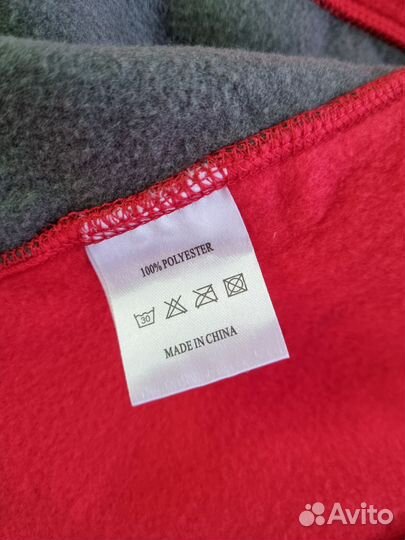 100% POLYESTER
30
MADE IN CHINA
Avito